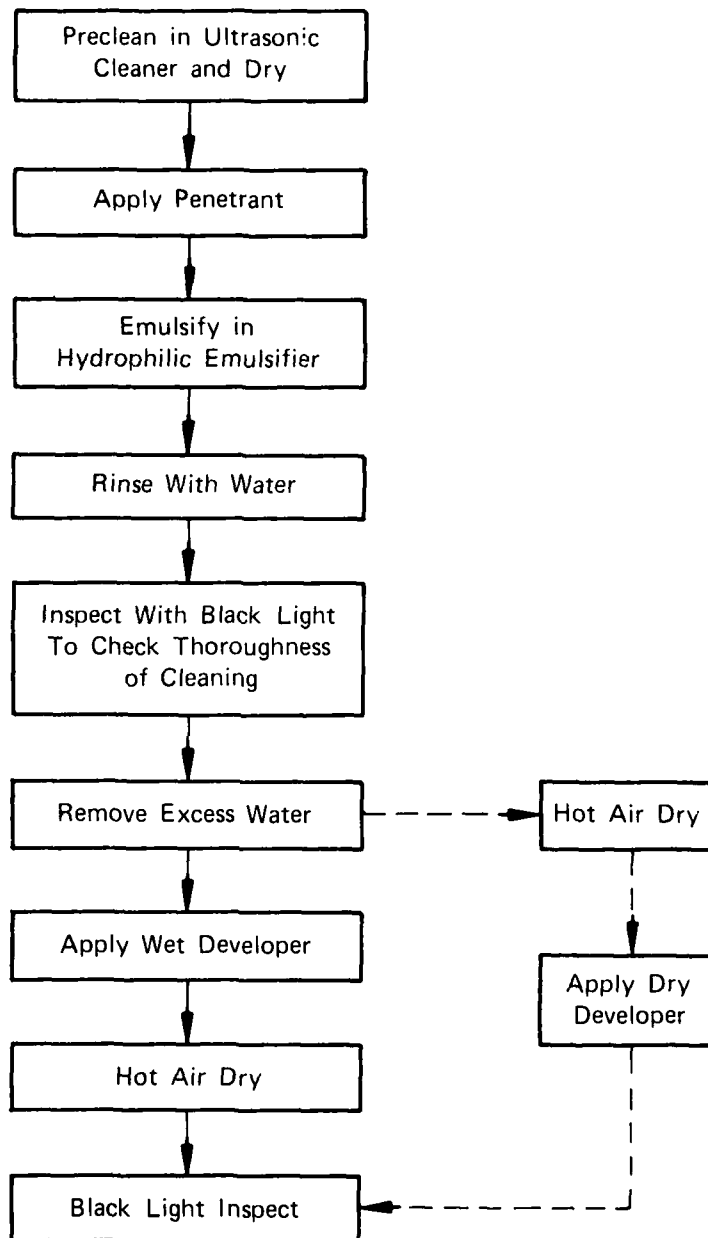 Preclean in Ultrasonic
Cleaner and Dry
Apply Penetrant
Emulsify in
Hydrophilic Emulsifier
Rinse With Water
Inspect With Black Light
To Check Thoroughness
of Cleaning
Remove Excess Water
Hot Air Dry
Apply Wet Developer
Apply Dry
Developer
Hot Air Dry
Black Light Inspect